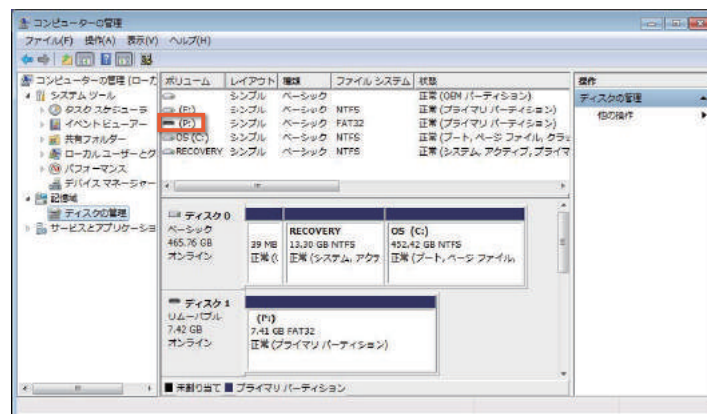 コンピューターの管理
ファイル(F) 操作(A) 表示(V) ヘルプ(H)
コンピューターの管理 (ローカ
システム ツール
タスク スケジューラ
イベント ビューアー
共有フォルダー
ローカル ユーザーとグ
パフォーマンス
デバイス マネージャー
記憶域
ディスクの管理
サービスとアプリケーショ
ボリューム レイアウト 種類 ファイル システム 状態
シンプル ベーシック 正常 (OEM パーティション)
(E:) シンプル ベーシック NTFS 正常 (プライマリ パーティション)
(P:) シンプル ベーシック FAT32 正常 (プライマリ パーティション)
OS (C:) シンプル ベーシック NTFS 正常 (ブート, ページ ファイル, クラッ
RECOVERY シンプル ベーシック NTFS 正常 (システム, アクティブ, プライマ
ディスク 0
ベーシック
465.76 GB
オンライン
39 MB
正常 (
RECOVERY
13.30 GB NTFS
正常 (システム, アクテ
OS (C:)
452.42 GB NTFS
正常 (ブート, ページ ファイル,
ディスク 1
リムーバブル
7.42 GB
オンライン
(P:)
7.41 GB FAT32
正常 (プライマリ パーティション)
未割り当て プライマリ パーティション
操作
ディスクの管理
他の操作